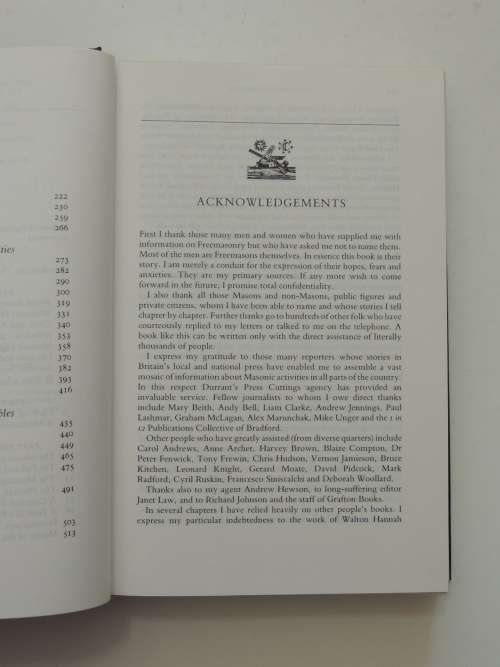 222
230
259
266
ties
273
282
290
300
319
331
340
353
358
370
382
393
416
bles
435
440
449
465
475
491
503
513
ACKNOWLEDGEMENTS
First I thank those many men and women who have supplied me with
information on Freemasonry but who have asked me not to name them.
Most of the men are Freemasons themselves. In essence this book is their
story. I am merely a conduit for the expression of their hopes, fears and
anxieties. They are my primary sources. If any more wish to come
forward in the future, I promise total confidentiality.
I also thank all those Masons and non-Masons, public figures and
private citizens, whom I have been able to name and whose stories I tell
chapter by chapter. Further thanks go to hundreds of other folk who have
courteously replied to my letters or talked to me on the telephone. A
book like this can be written only with the direct assistance of literally
thousands of people.
I express my gratitude to those many reporters whose stories in
Britain's local and national press have enabled me to assemble a vast
mosaic of information about Masonic activities in all parts of the country.
In this respect Durrant's Press Cuttings agency has provided an
invaluable service. Fellow journalists to whom I owe direct thanks
include Mary Beith, Andy Bell, Liam Clarke, Andrew Jennings, Paul
Lashmar, Graham McLagan, Alex Marunchak, Mike Unger and the 1 in
12 Publications Collective of Bradford.
Other people who have greatly assisted (from diverse quarters) include
Carol Andrews, Anne Archer, Harvey Brown, Blaize Compton, Dr
Peter Fenwick, Tony Frewin, Chris Hudson, Vernon Jamieson, Bruce
Kitchen, Leonard Knight, Gerard Moate, David Pidcock, Mark
Radford, Cyril Ruskin, Francesco Sinistalchi and Deborah Woollard.
Thanks also to my agent Andrew Hewson, to long-suffering editor
Janet Law, and to Richard Johnson and the staff of Grafton Books.
In several chapters I have relied heavily on other people's books. I
express my particular indebtedness to the work of Walton Hannah